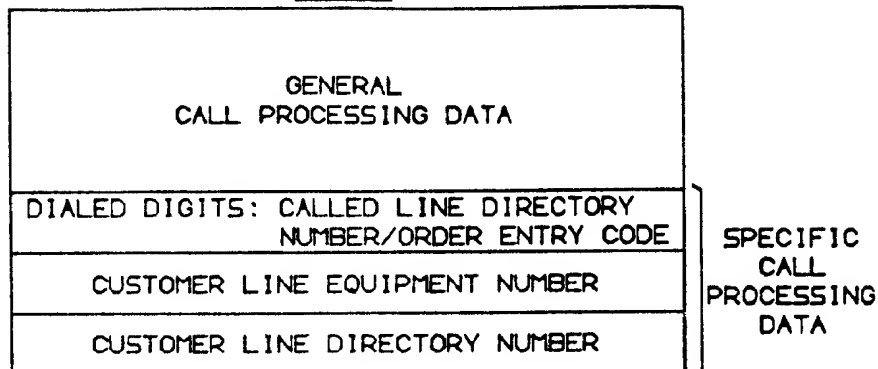 GENERAL
CALL PROCESSING DATA
DIALED DIGITS: CALLED LINE DIRECTORY
NUMBER/ORDER ENTRY CODE
CUSTOMER LINE EQUIPMENT NUMBER
CUSTOMER LINE DIRECTORY NUMBER
SPECIFIC
CALL
PROCESSING
DATA